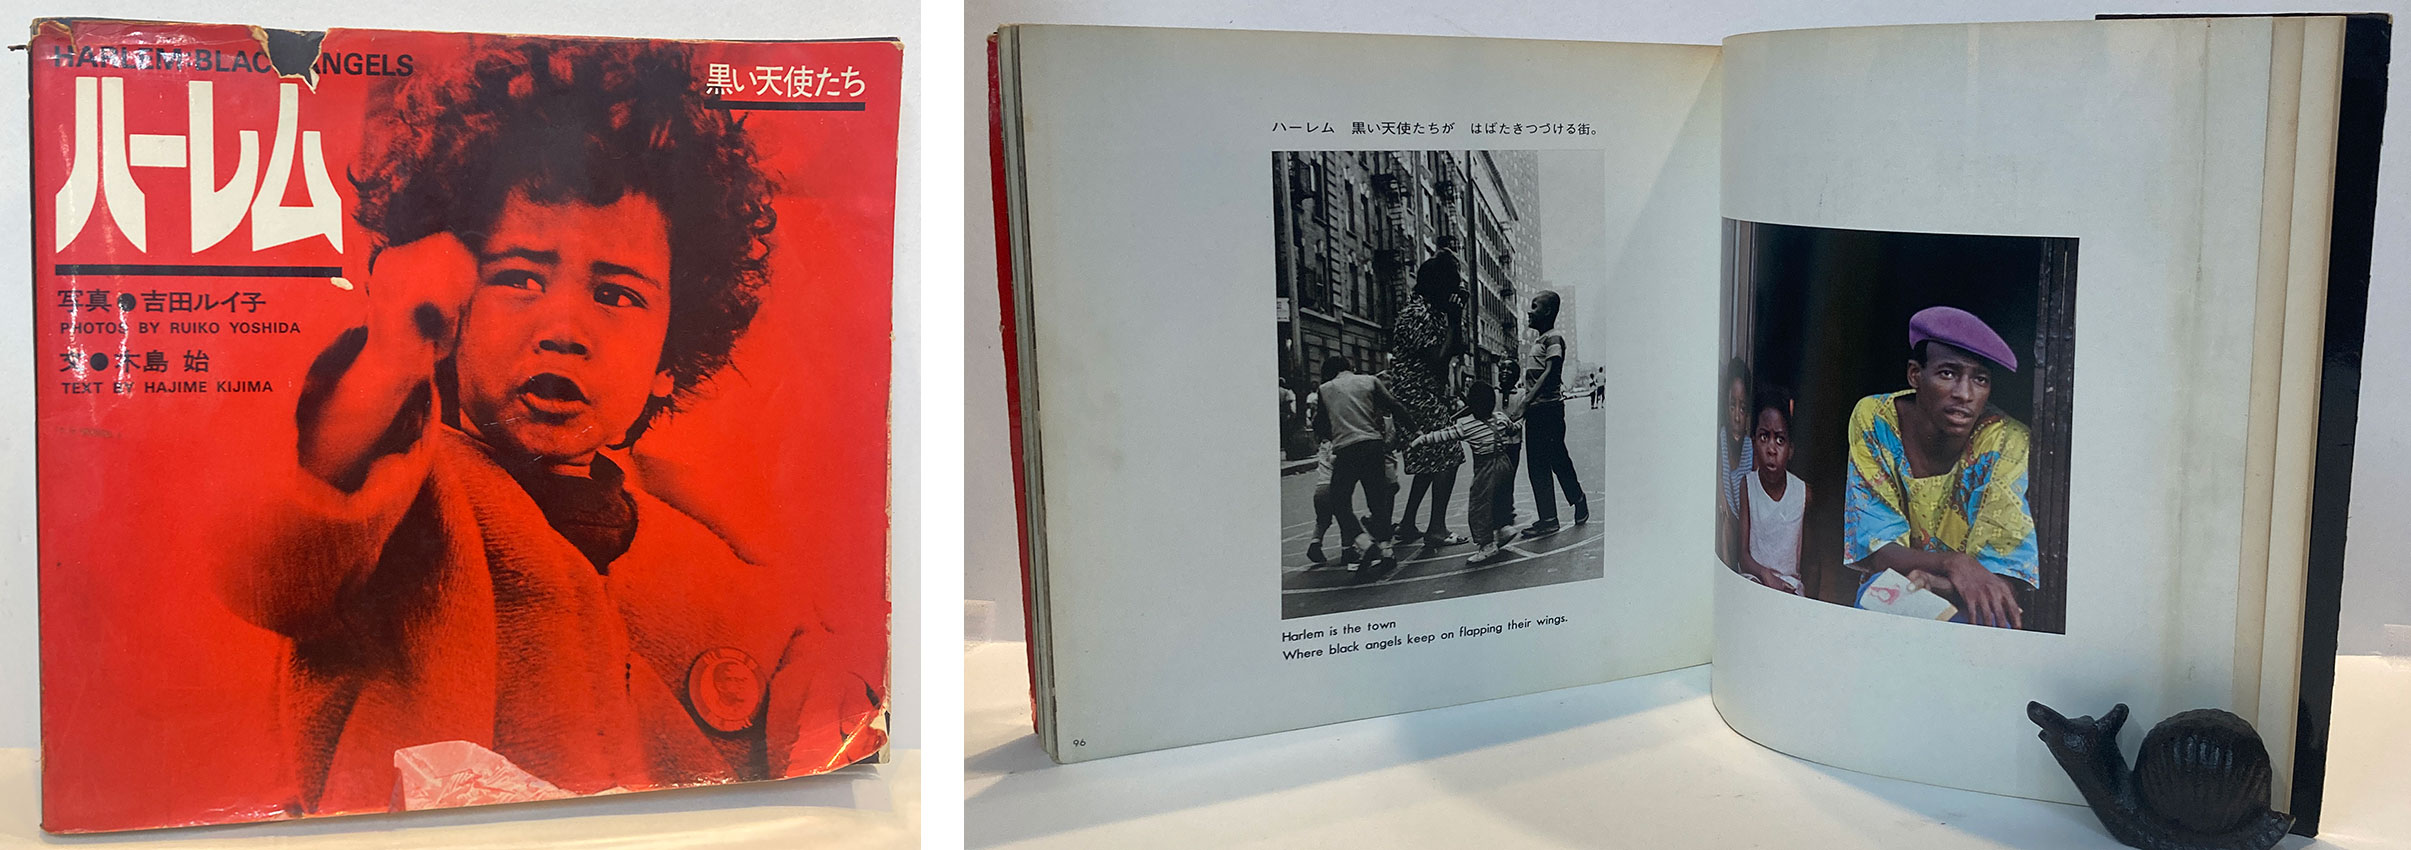 HARLEM BLACK ANGELS
ハーレム
黒い天使たち
写真●吉田ルイ子
PHOTOS BY RUIKO YOSHIDA
文●木島 始
TEXT BY HAJIME KIJIMA
ハーレム 黒い天使たちが はばたきつづける街。
Harlem is the town
Where black angels keep on flapping their wings.
96